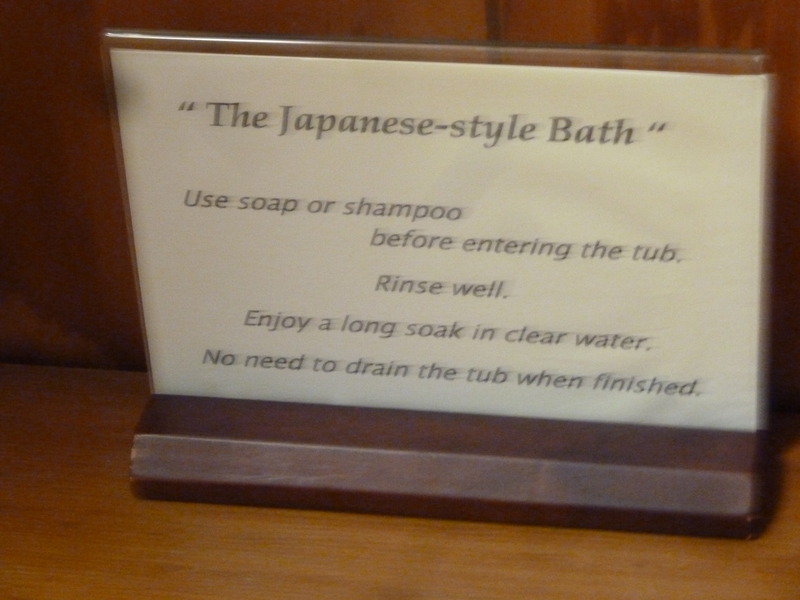 “ The Japanese-style Bath “
Use soap or shampoo
before entering the tub.
Rinse well.
Enjoy a long soak in clear water.
No need to drain the tub when finished.